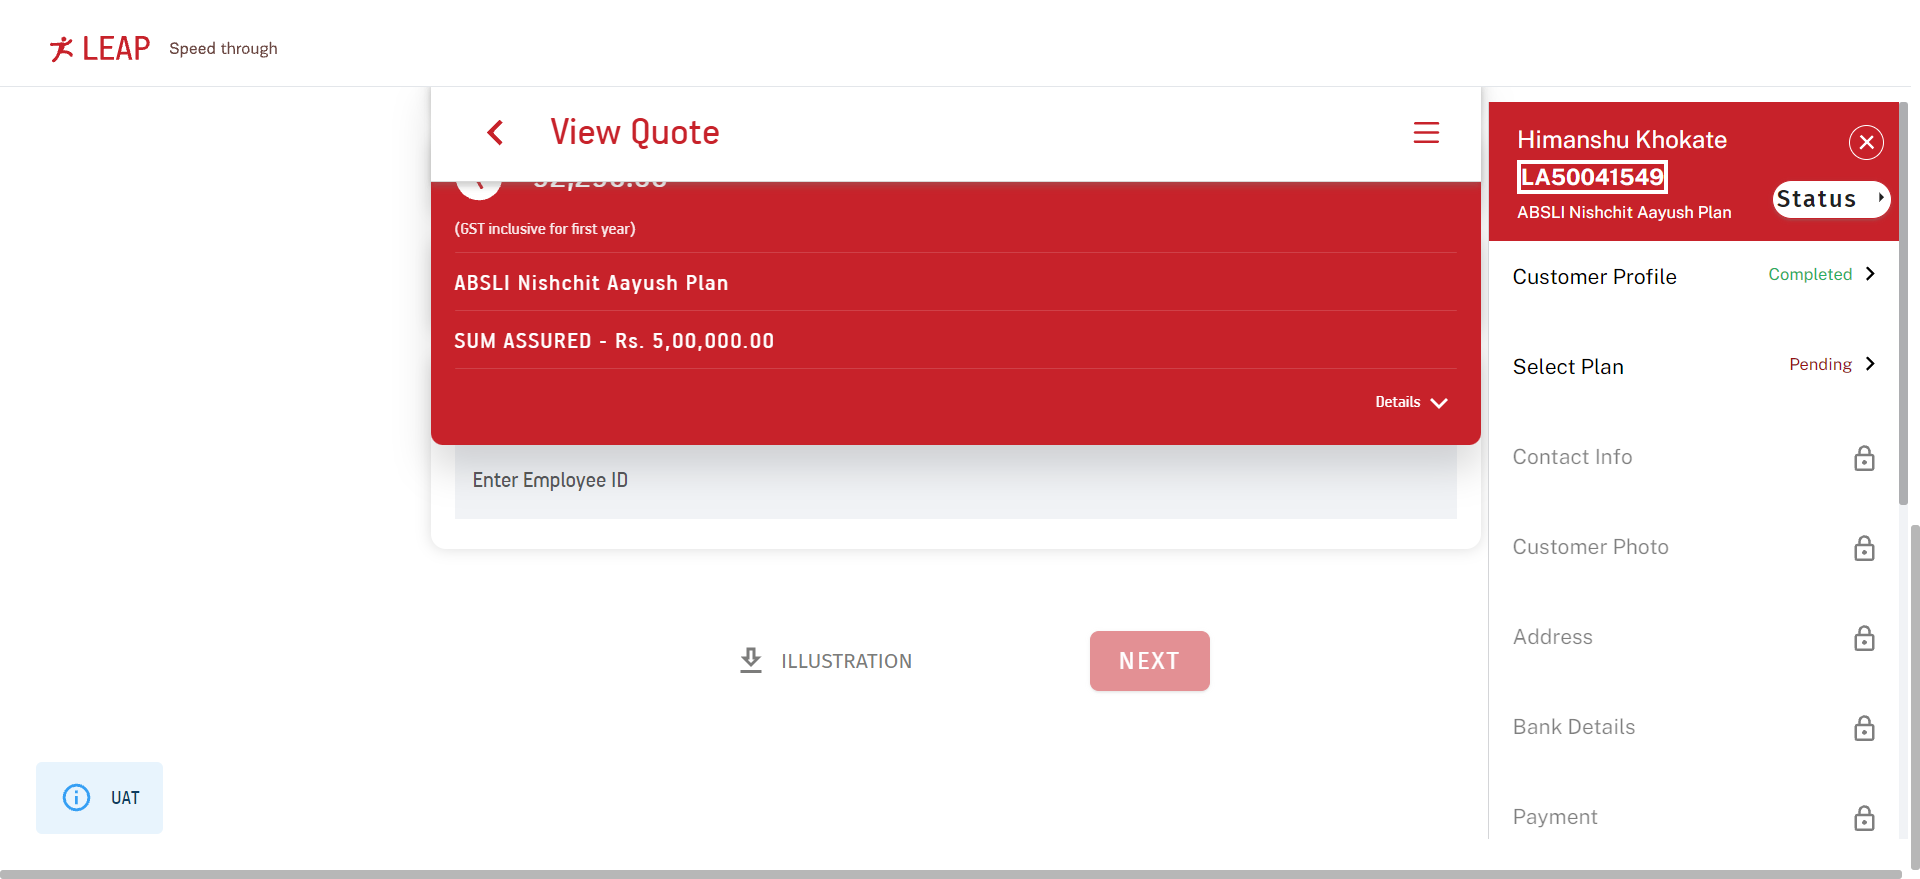 LEAP Speed through
View Quote
(GST inclusive for first year)
ABSLI Nishchit Aayush Plan
SUM ASSURED - Rs. 5,00,000.00
Details
Enter Employee ID
ILLUSTRATION
NEXT
UAT
Himanshu Khokate
LA50041549
ABSLI Nishchit Aayush Plan
Status
Customer Profile Completed
Select Plan Pending
Contact Info
Customer Photo
Address
Bank Details
Payment